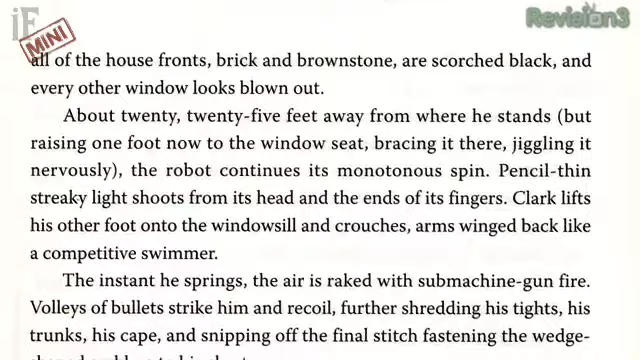 iF
MINI
Revision3
all of the house fronts, brick and brownstone, are scorched black, and
every other window looks blown out.
About twenty, twenty-five feet away from where he stands (but
raising one foot now to the window seat, bracing it there, jiggling it
nervously), the robot continues its monotonous spin. Pencil-thin
streaky light shoots from its head and the ends of its fingers. Clark lifts
his other foot onto the windowsill and crouches, arms winged back like
a competitive swimmer.
The instant he springs, the air is raked with submachine-gun fire.
Volleys of bullets strike him and recoil, further shredding his tights, his
trunks, his cape, and snipping off the final stitch fastening the wedge-